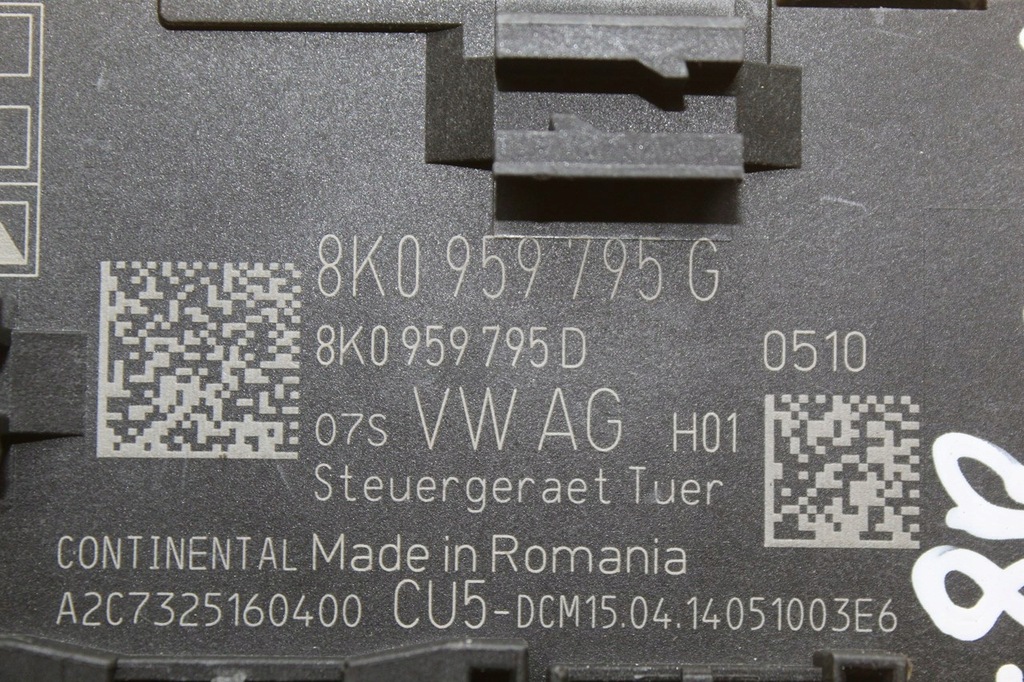 8K0 959 795 G
8K0 959 795 D
0510
07S VW AG H01
Steuergeraet Tuer
CONTINENTAL Made in Romania
A2C7325160400 CU5-DCM15.04.14051003E6